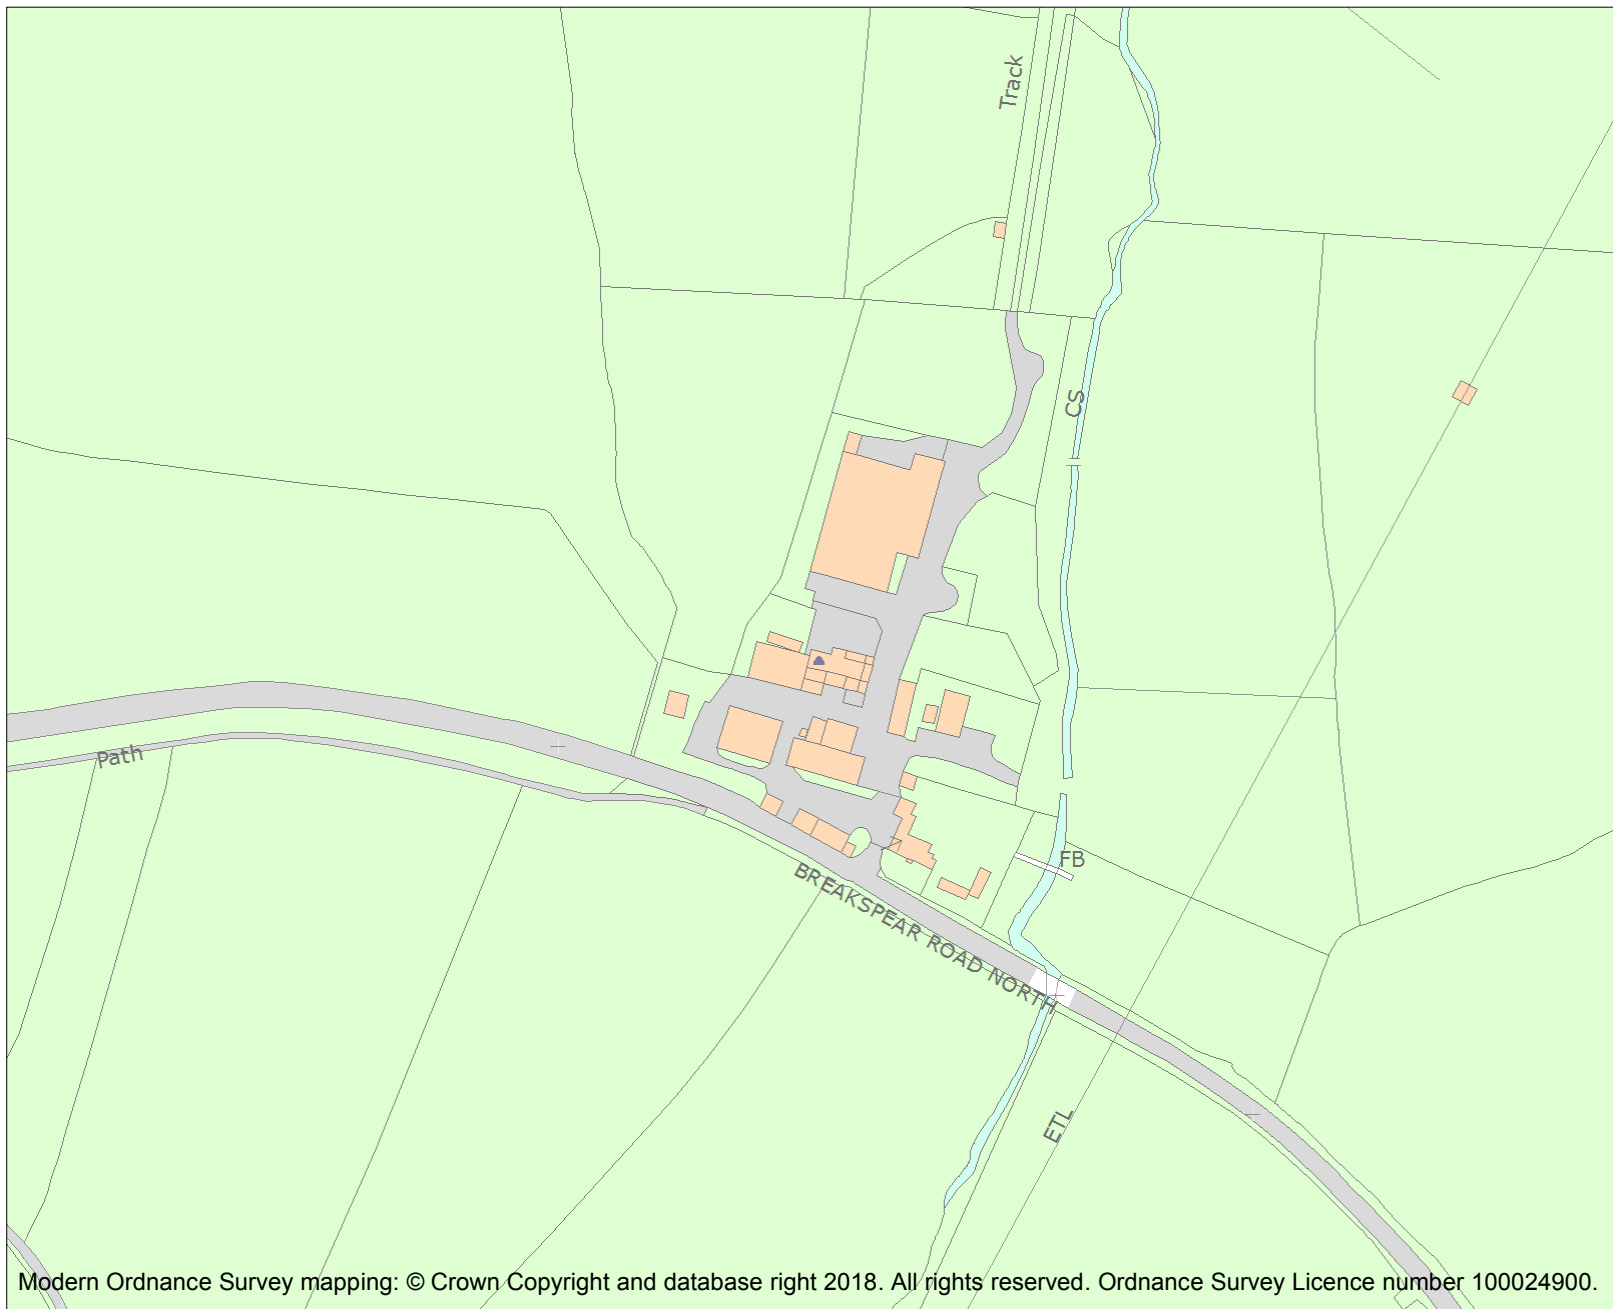 Track
CS
Path
FB
BREAKSPEAR ROAD NORTH
ETL
Modern Ordnance Survey mapping: © Crown Copyright and database right 2018. All rights reserved. Ordnance Survey Licence number 100024900.